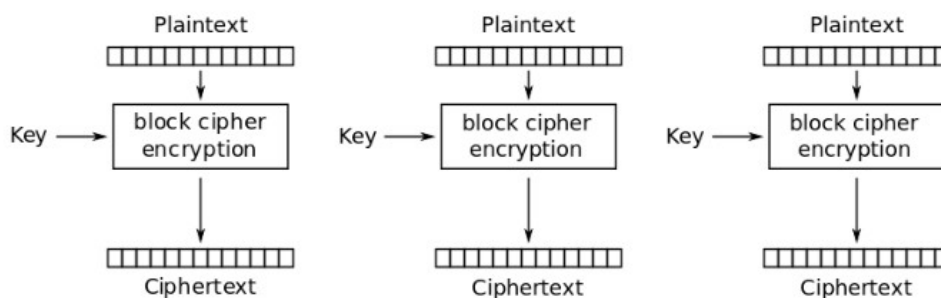 Plaintext Plaintext Plaintext
Key block cipher encryption Key block cipher encryption Key block cipher encryption
Ciphertext Ciphertext Ciphertext